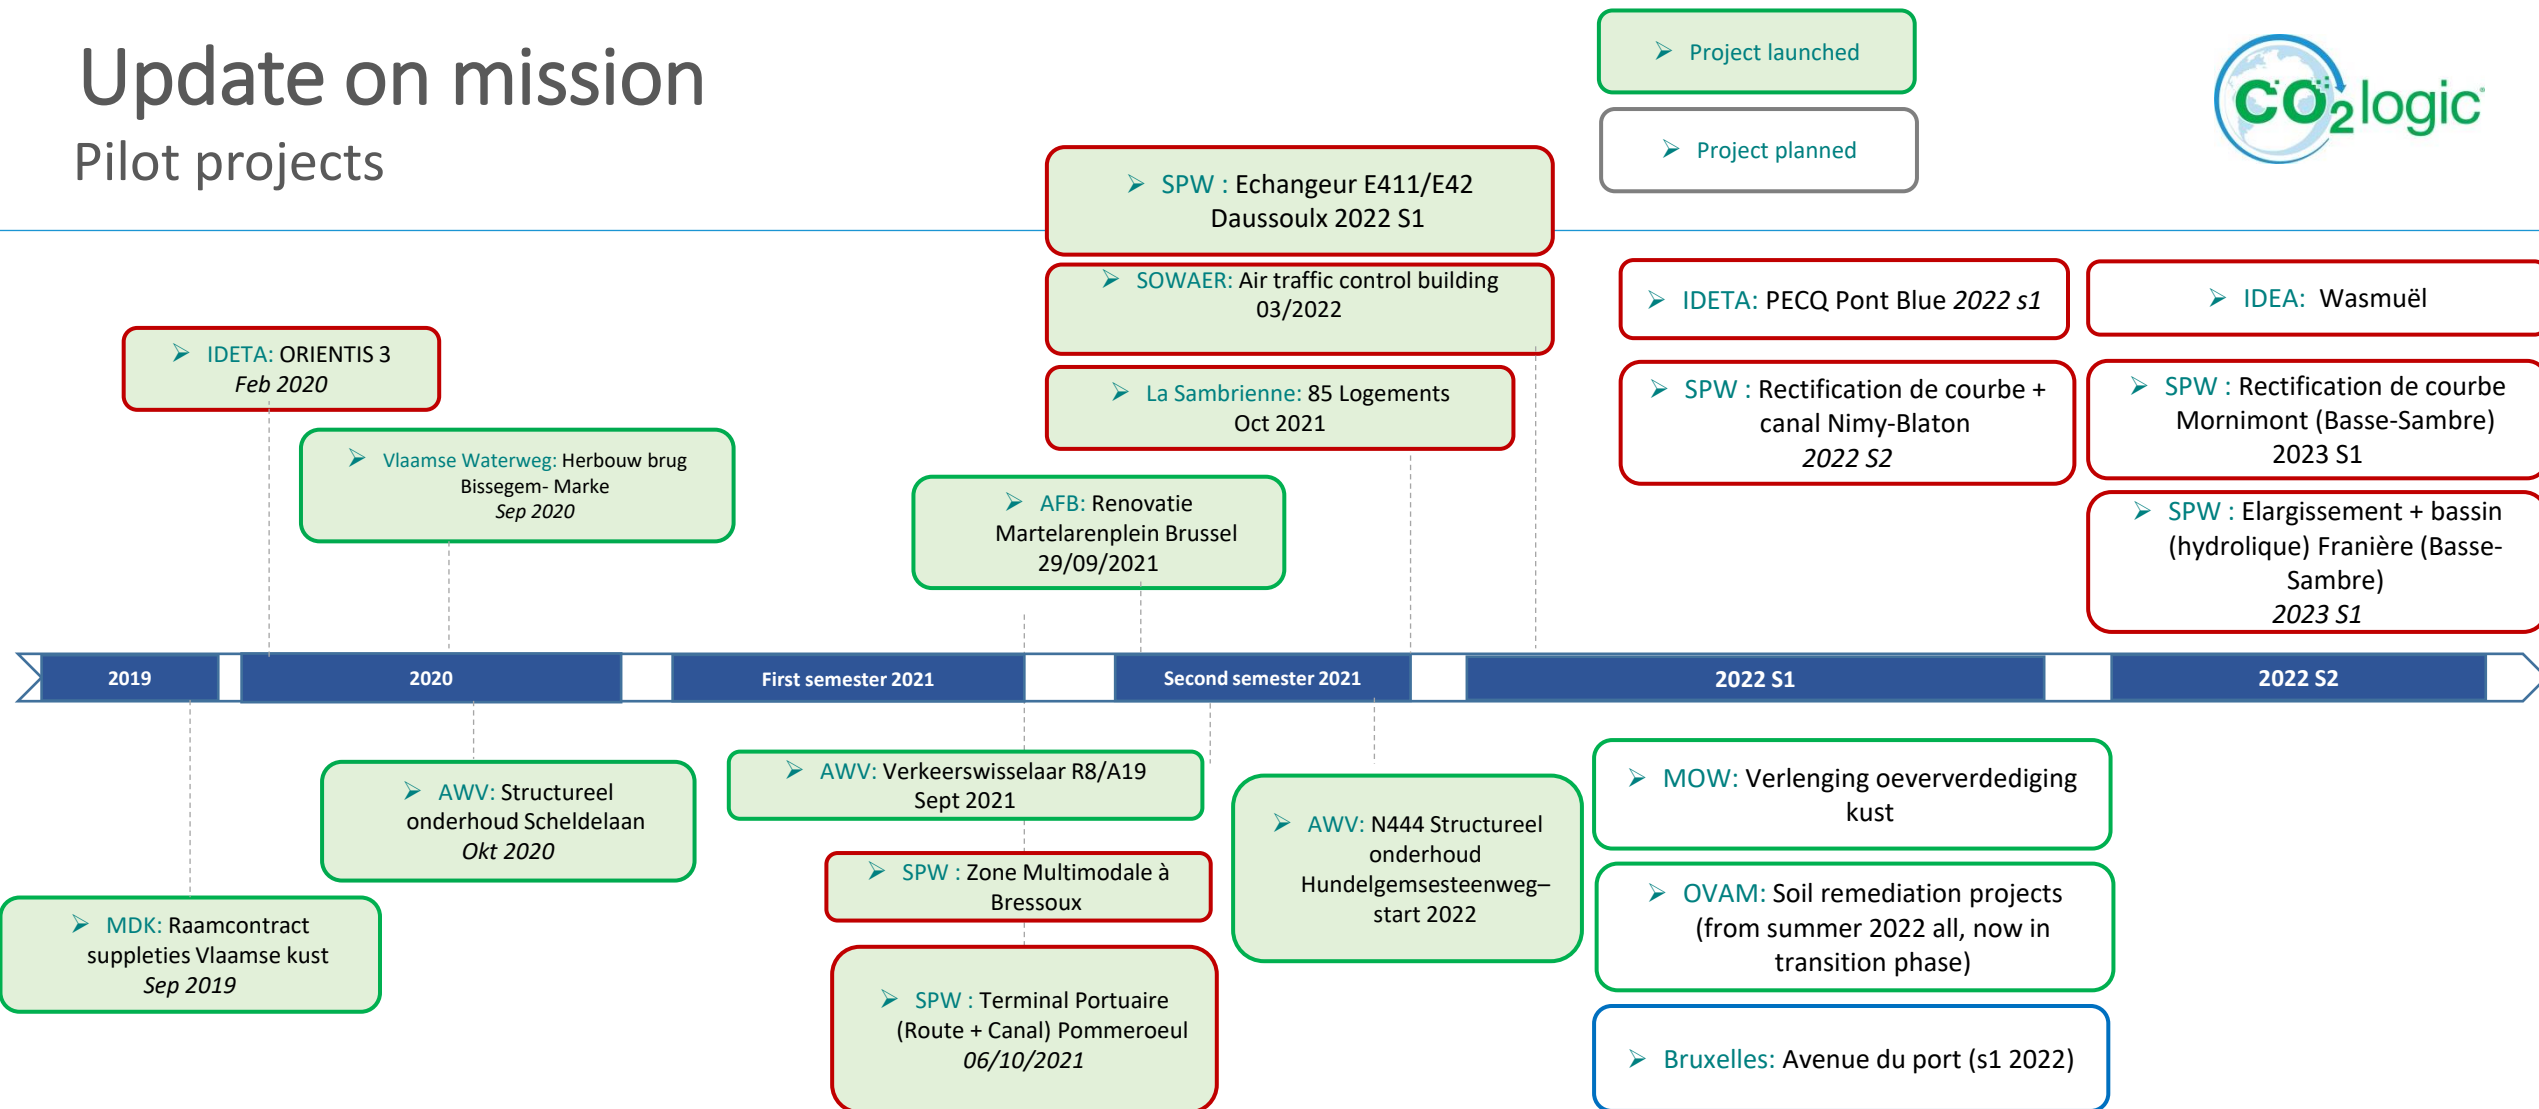 Update on mission
Pilot projects
➢ Project launched
➢ Project planned
CO2logic
➢ SPW : Echangeur E411/E42
Daussoulx 2022 S1
➢ SOWAER: Air traffic control building
03/2022
➢ La Sambrienne: 85 Logements
Oct 2021
➢ IDETA: PECQ Pont Blue 2022 s1
➢ IDEA: Wasmuël
➢ SPW : Rectification de courbe +
canal Nimy-Blaton
2022 S2
➢ SPW : Rectification de courbe
Mornimont (Basse-Sambre)
2023 S1
➢ SPW : Elargissement + bassin
(hydrolique) Franière (Basse-
Sambre)
2023 S1
➢ IDETA: ORIENTIS 3
Feb 2020
➢ Vlaamse Waterweg: Herbouw brug
Bissegem- Marke
Sep 2020
➢ AFB: Renovatie
Martelarenplein Brussel
29/09/2021
2019
2020
First semester 2021
Second semester 2021
2022 S1
2022 S2
➢ MDK: Raamcontract
suppleties Vlaamse kust
Sep 2019
➢ AWV: Structureel
onderhoud Scheldelaan
Okt 2020
➢ AWV: Verkeerswisselaar R8/A19
Sept 2021
➢ SPW : Zone Multimodale à
Bressoux
➢ SPW : Terminal Portuaire
(Route + Canal) Pommeroeul
06/10/2021
➢ AWV: N444 Structureel
onderhoud
Hundelgemsesteenweg–
start 2022
➢ MOW: Verlenging oeververdediging
kust
➢ OVAM: Soil remediation projects
(from summer 2022 all, now in
transition phase)
➢ Bruxelles: Avenue du port (s1 2022)